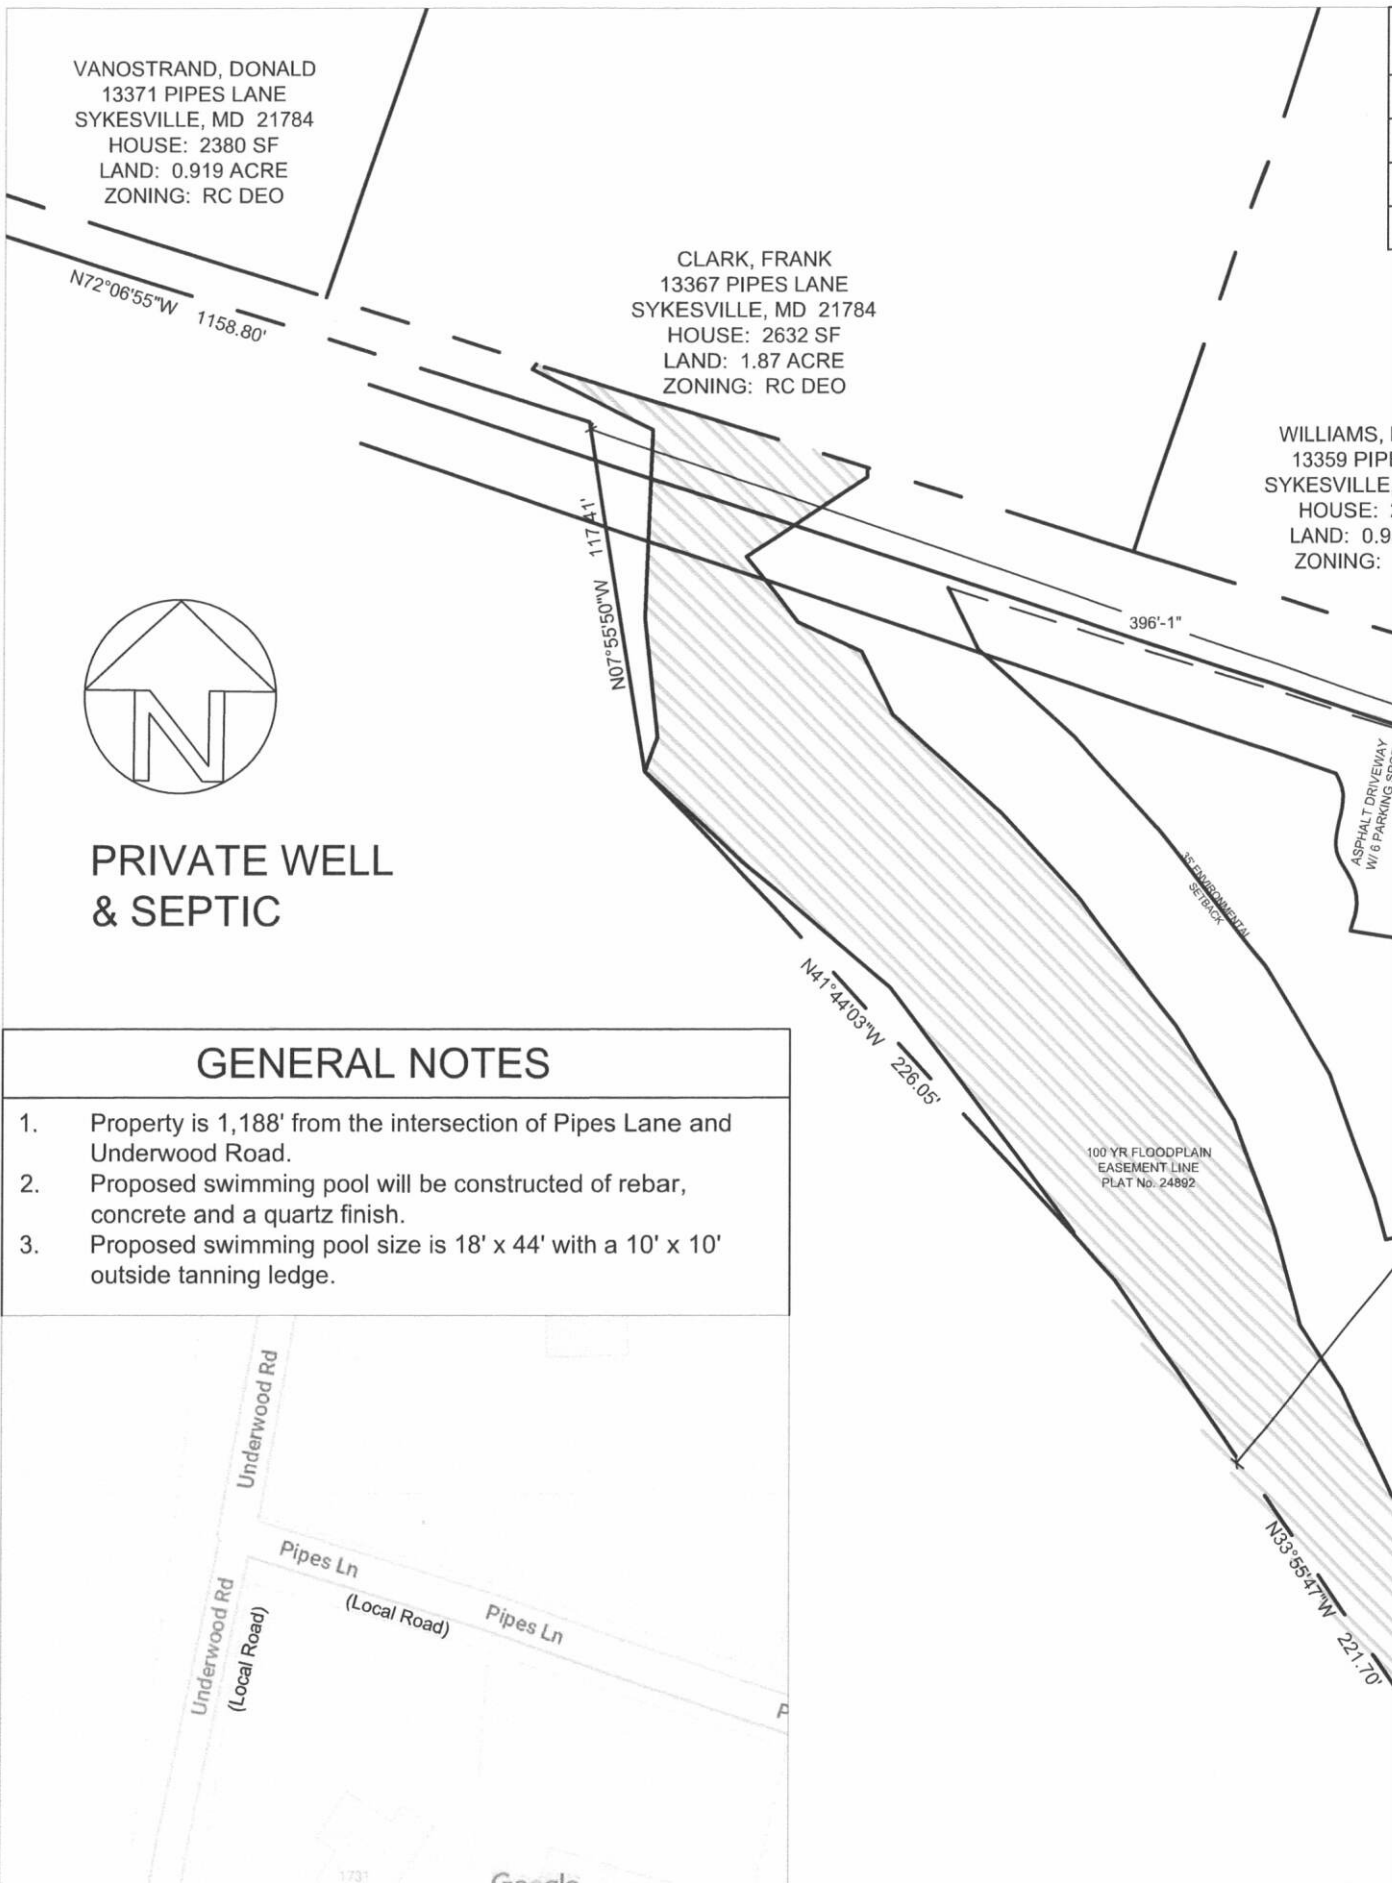 VANOSTRAND, DONALD
13371 PIPES LANE
SYKESVILLE, MD 21784
HOUSE: 2380 SF
LAND: 0.919 ACRE
ZONING: RC DEO
N72°06'55"W 1158.80'
CLARK, FRANK
13367 PIPES LANE
SYKESVILLE, MD 21784
HOUSE: 2632 SF
LAND: 1.87 ACRE
ZONING: RC DEO
WILLIAMS,
13359
SYKESVILLE
HOUSE:
LAND: 0.9
ZONING:
N07°55'50"W 117.41'
396'-1"
ASPHALT DRIVEWAY
W/ 6 PARKING
35' ENVIRONMENTAL
SETBACK
N
PRIVATE WELL
& SEPTIC
N41°44'03"W 226.05'
100 YR FLOODPLAIN
EASEMENT LINE
PLAT No. 24892
N33°55'47"W 221.70'
GENERAL NOTES
1. Property is 1,188' from the intersection of Pipes Lane and
Underwood Road.
2. Proposed swimming pool will be constructed of rebar,
concrete and a quartz finish.
3. Proposed swimming pool size is 18' x 44' with a 10' x 10'
outside tanning ledge.
Underwood Rd
Pipes Ln
(Local Road)
Pipes Ln
Underwood Rd
(Local Road)
P
1731
Google